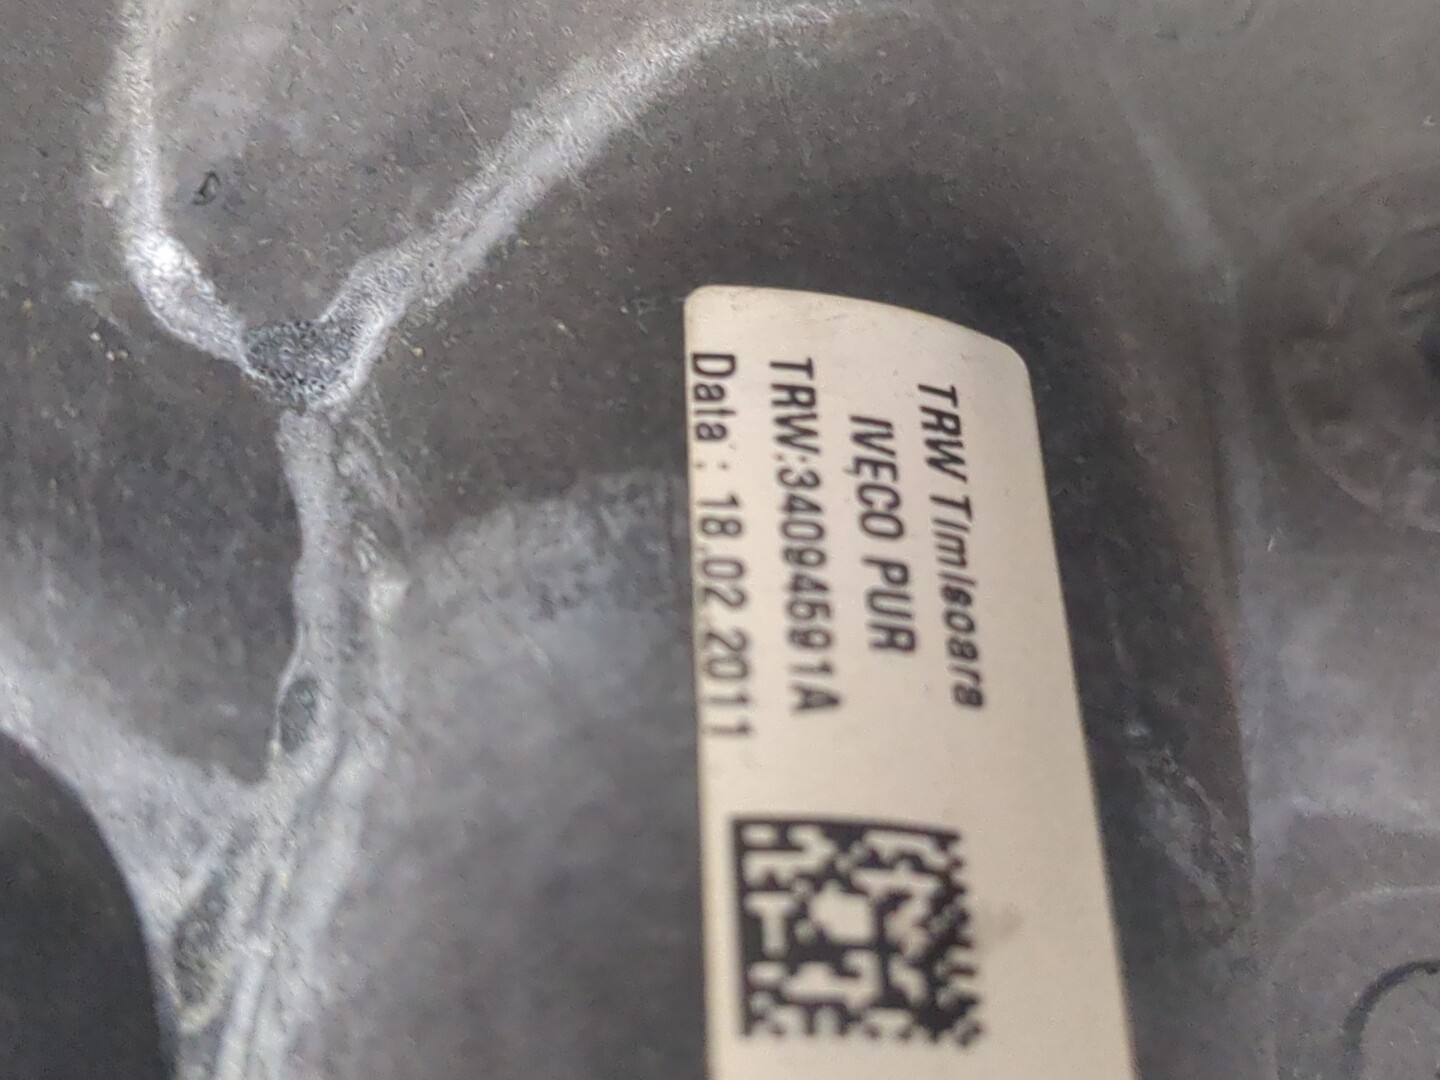 TRW Timisoara
IVECO PUR
TRW:34094591A
Data : 18.02.2011